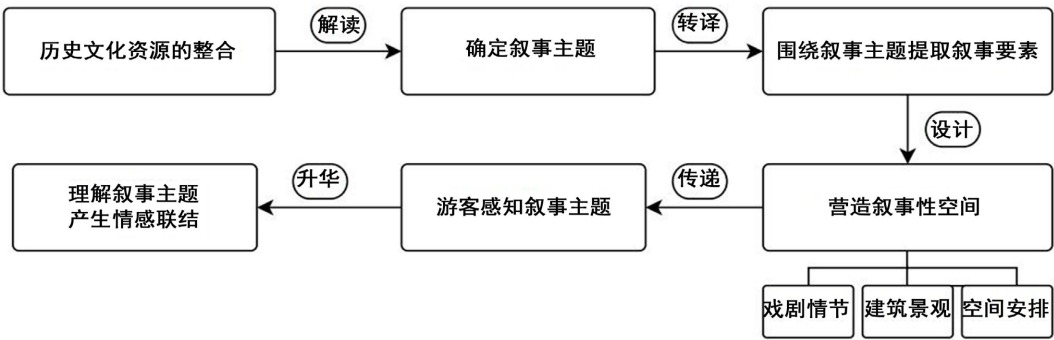 历史文化资源的整合
解读
确定叙事主题
转译
围绕叙事主题提取叙事要素
设计
营造叙事性空间
传递
游客感知叙事主题
升华
理解叙事主题
产生情感联结
戏剧情节
建筑景观
空间安排